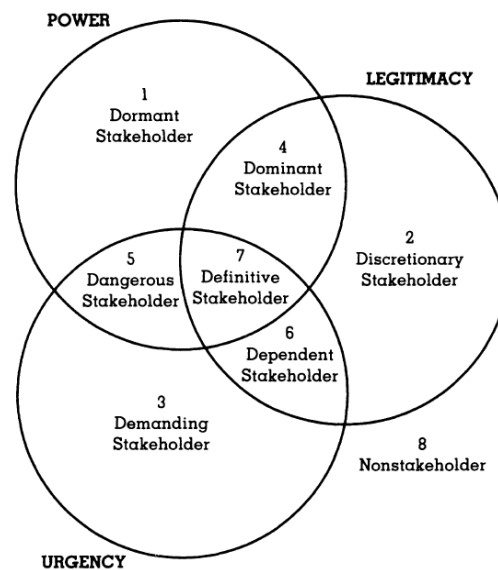 POWER
LEGITIMACY
1
Dormant
Stakeholder
4
Dominant
Stakeholder
2
Discretionary
Stakeholder
5
Dangerous
Stakeholder
7
Definitive
Stakeholder
6
Dependent
Stakeholder
3
Demanding
Stakeholder
8
Nonstakeholder
URGENCY